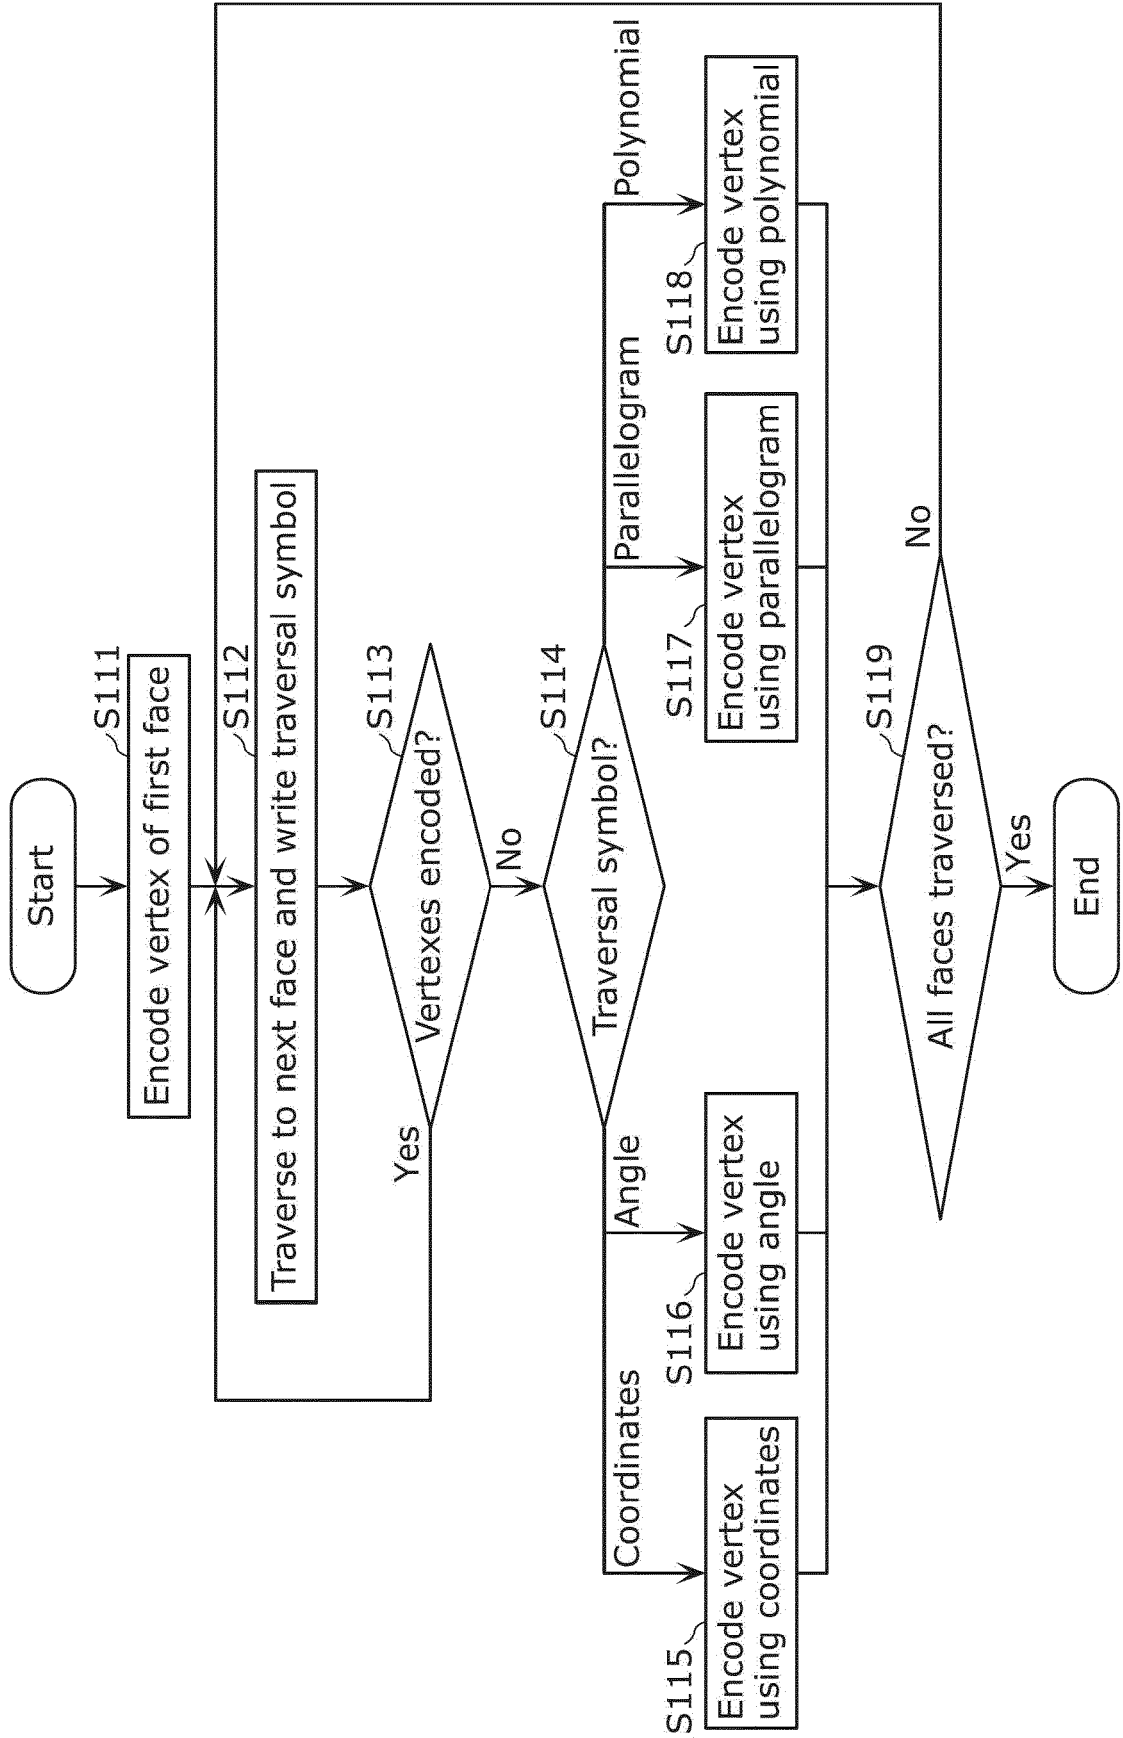 Start
S111
Encode vertex of first face
S112
Traverse to next face and write traversal symbol
S113
Vertexes encoded?
Yes
No
S114
Traversal symbol?
Coordinates
Angle
Parallelogram
Polynomial
S115
Encode vertex
using coordinates
S116
Encode vertex
using angle
S117
Encode vertex
using parallelogram
S118
Encode vertex
using polynomial
S119
All faces traversed?
No
Yes
End